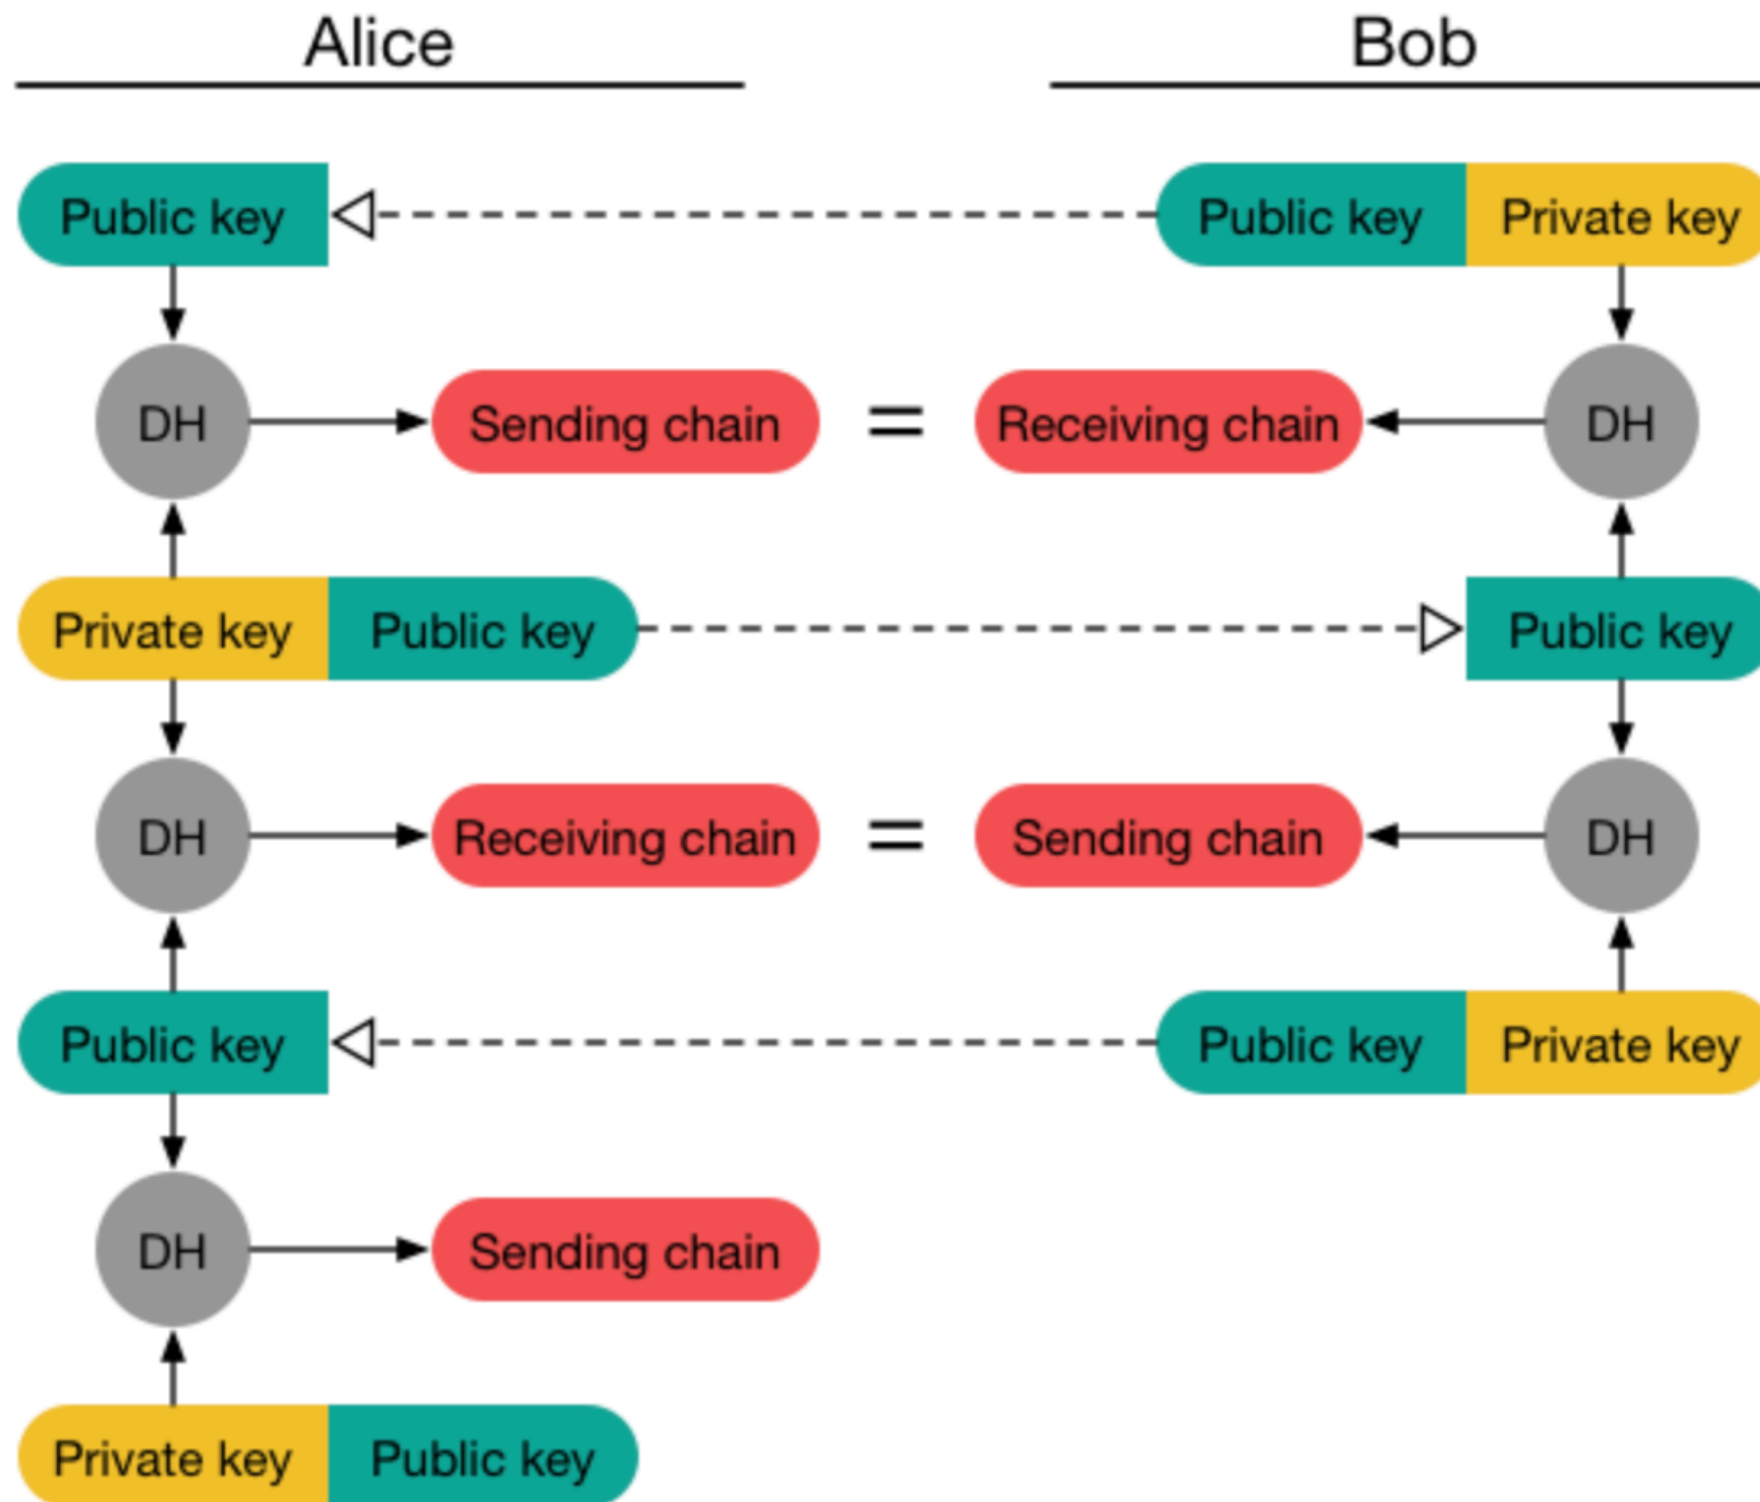 Alice Bob
Public key Public key Private key
DH Sending chain = Receiving chain DH
Private key Public key Public key
DH Receiving chain = Sending chain DH
Public key Public key Private key
DH Sending chain
Private key Public key